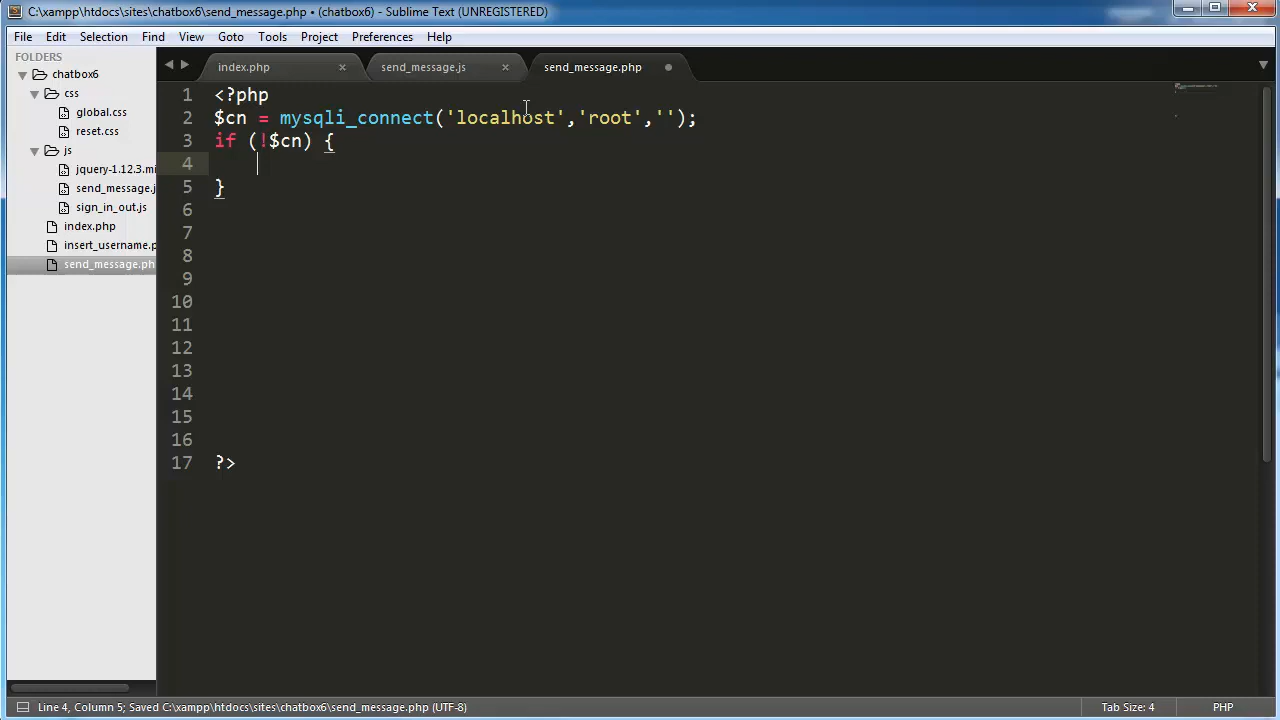 C:\xampp\htdocs\sites\chatbox6\send_message.php • (chatbox6) - Sublime Text (UNREGISTERED)
File Edit Selection Find View Goto Tools Project Preferences Help
FOLDERS
chatbox6
css
global.css
reset.css
js
jquery-1.12.3.mi
send_message.j
sign_in_out.js
index.php
insert_username.p
send_message.ph
index.php × send_message.js × send_message.php
1 <?php
2 $cn = mysqli_connect('localhost','root','');
3 if (!$cn) {
4
5 }
6
7
8
9
10
11
12
13
14
15
16
17 ?>
Line 4, Column 5; Saved C:\xampp\htdocs\sites\chatbox6\send_message.php (UTF-8)
Tab Size: 4
PHP